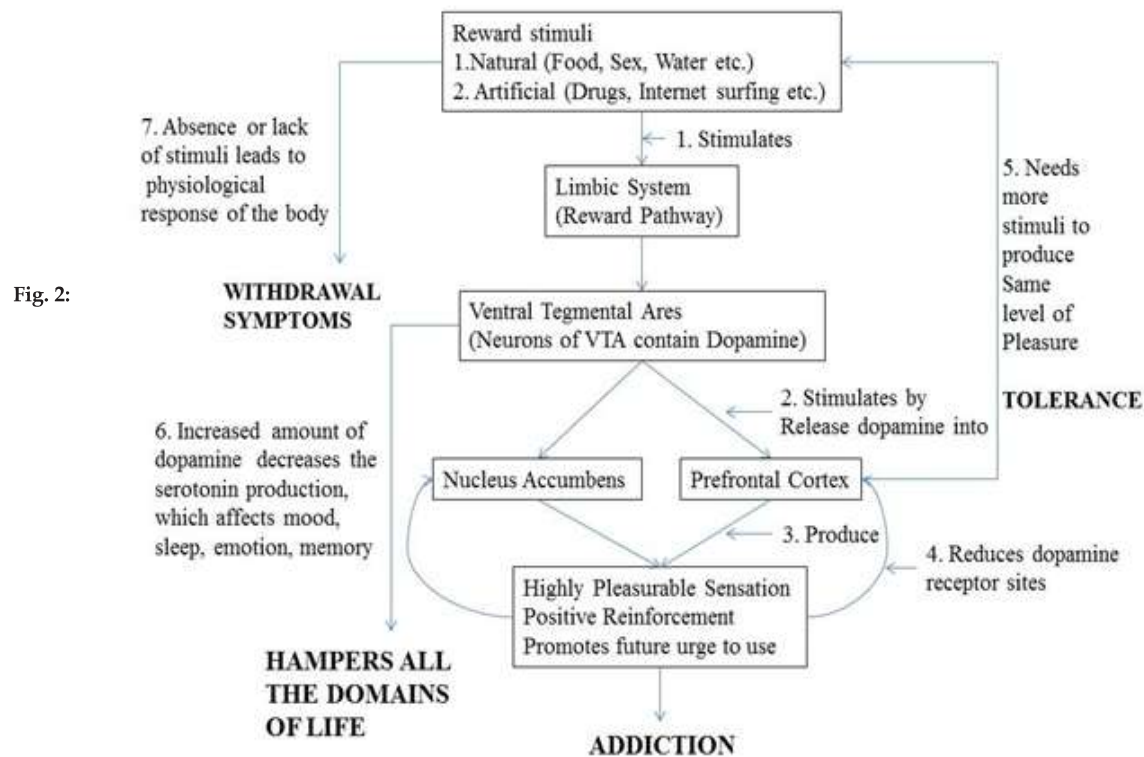 Reward stimuli
1.Natural (Food, Sex, Water etc.)
2. Artificial (Drugs, Internet surfing etc.)
7. Absence or lack
of stimuli leads to
physiological
response of the body
1. Stimulates
5. Needs
more
stimuli to
produce
Same
level of
Pleasure
Limbic System
(Reward Pathway)
Fig. 2:
WITHDRAWAL
SYMPTOMS
Ventral Tegmental Ares
(Neurons of VTA contain Dopamine)
TOLERANCE
2. Stimulates by
Release dopamine into
6. Increased amount of
dopamine decreases the
serotonin production,
which affects mood,
sleep, emotion, memory
Nucleus Accumbens
Prefrontal Cortex
3. Produce
4. Reduces dopamine
receptor sites
Highly Pleasurable Sensation
Positive Reinforcement
Promotes future urge to use
HAMPERS ALL
THE DOMAINS
OF LIFE
ADDICTION